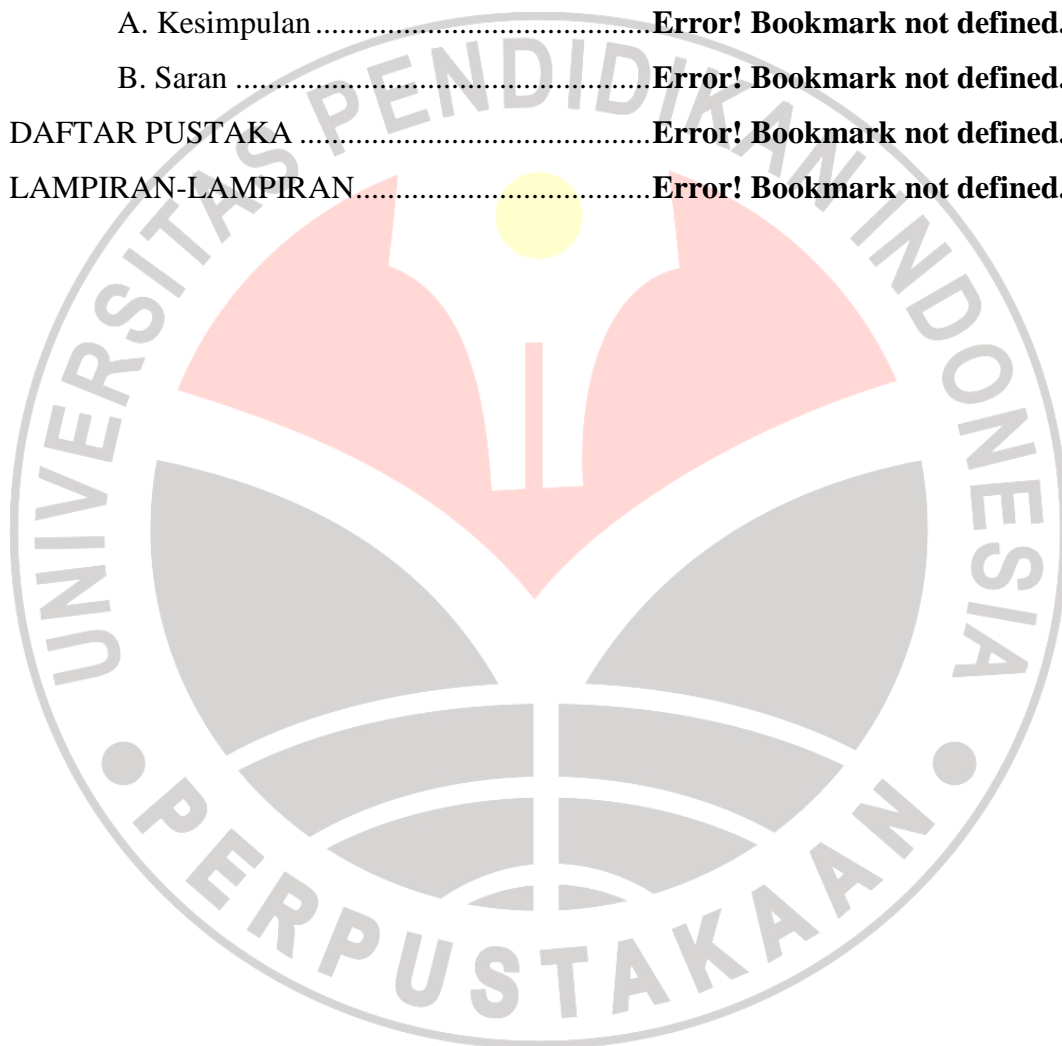 A. Kesimpulan ..........................................Error! Bookmark not defined.
B. Saran ....................................................Error! Bookmark not defined.
DAFTAR PUSTAKA ............................................Error! Bookmark not defined.
LAMPIRAN-LAMPIRAN.....................................Error! Bookmark not defined.
UNIVERSITAS PENDIDIKAN INDONESIA
PERPUSTAKAAN